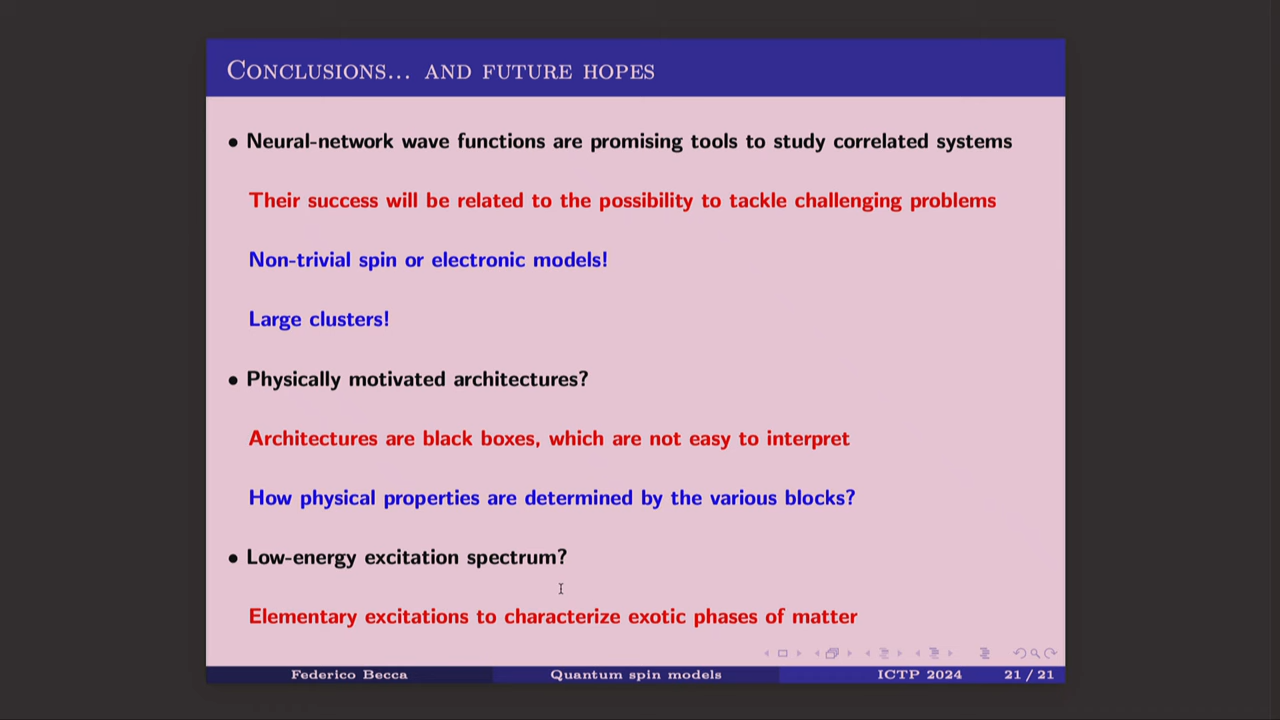 Conclusions... and future hopes
• Neural-network wave functions are promising tools to study correlated systems
Their success will be related to the possibility to tackle challenging problems
Non-trivial spin or electronic models!
Large clusters!
• Physically motivated architectures?
Architectures are black boxes, which are not easy to interpret
How physical properties are determined by the various blocks?
• Low-energy excitation spectrum?
Elementary excitations to characterize exotic phases of matter
Federico Becca Quantum spin models ICTP 2024 21 / 21